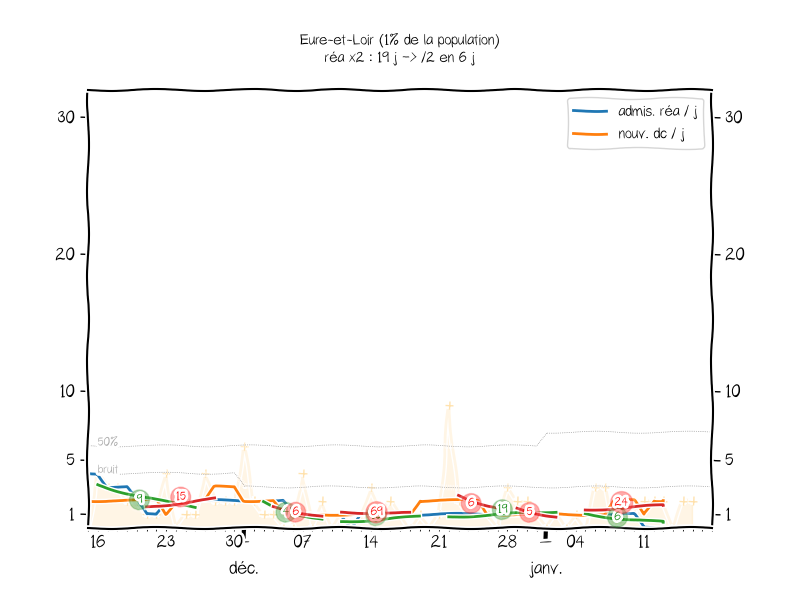 Eure-et-Loir (1% de la population)
réa x2 : 19 j -> /2 en 6 j
admis. réa / j
nouv. dc / j
30 30
20 20
10 10
5 5
1 1
50%
bruit
9 15 6 69 6 19 5 24 6
16 23 30 07 14 21 28 04 11
déc. janv.